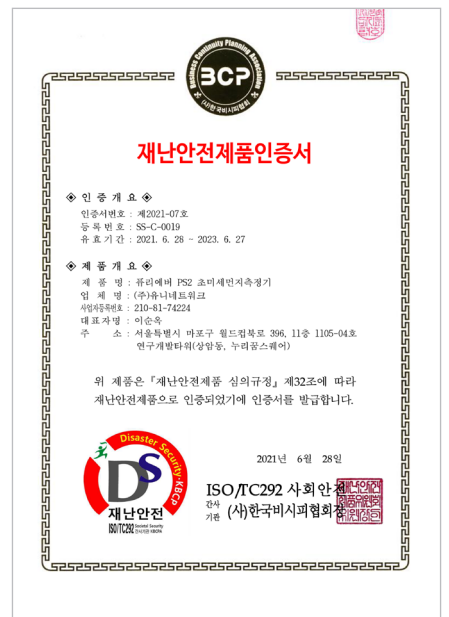 Business Continuity Planning Association
BCP
(사)한국비시피협회
재난안전제품인증서
◈ 인 증 개 요 ◈
인증서번호 : 제2021-07호
등 록 번 호 : SS-C-0019
유 효 기 간 : 2021. 6. 28 - 2023. 6. 27
◈ 제 품 개 요 ◈
제 품 명 : 퓨리에버 PS2 초미세먼지측정기
업 체 명 : (주)유니네트워크
사업자등록번호 : 210-81-74224
대 표 자 명 : 이순옥
주 소 : 서울특별시 마포구 월드컵북로 396, 11층 1105-04호
연구개발타워(상암동, 누리꿈스퀘어)
위 제품은 『재난안전제품 심의규정』 제32조에 따라
재난안전제품으로 인증되었기에 인증서를 발급합니다.
2021년 6월 28일
Disaster Security·KBCP
DS
재난안전
ISO/TC292 Societal Security
간사기관 KBCPA
ISO/TC292 사회안전
간사
기관 (사)한국비시피협회장